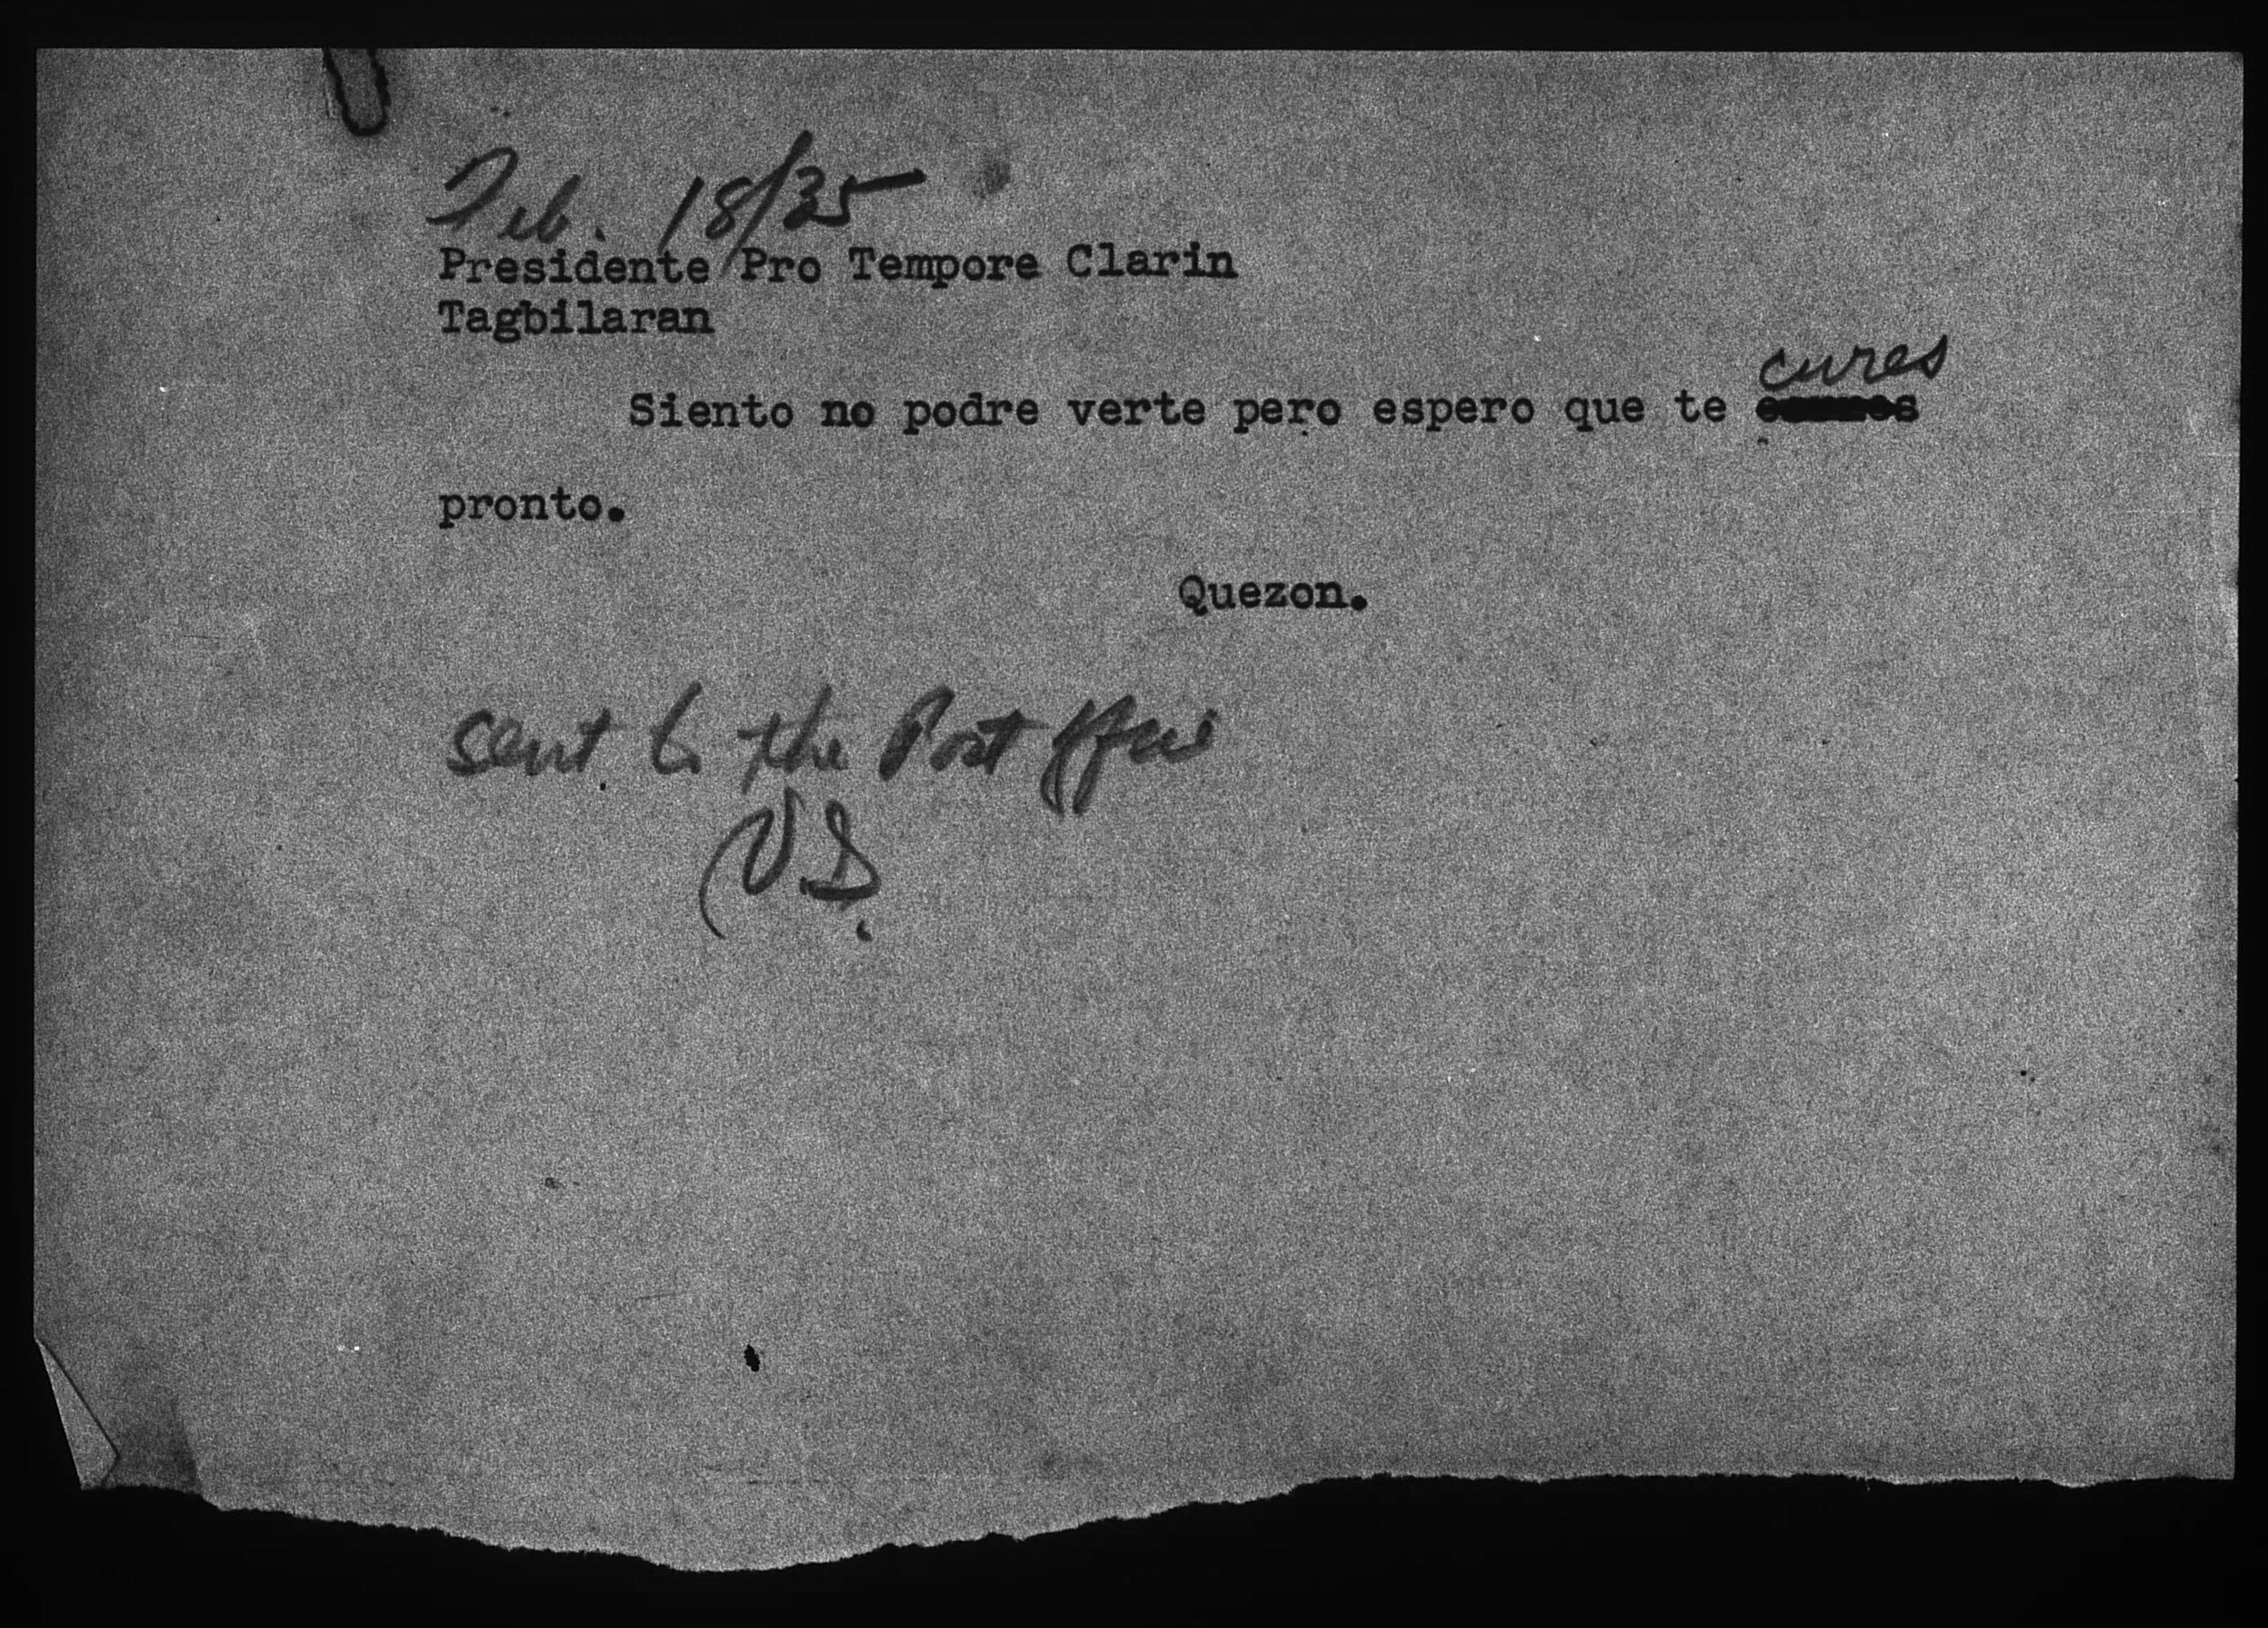 Feb. 18/35
Presidente Pro Tempore Clarin
Tagbilaran
cures
Siento no podre verte pero espero que te
pronto.
Quezon.
sent to the Post Office